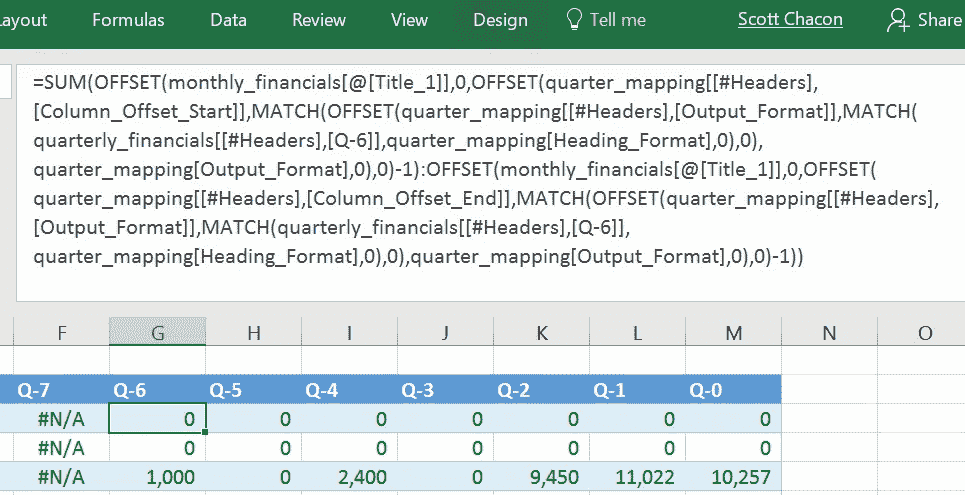 Layout Formulas Data Review View Design Tell me Scott Chacon Share
=SUM(OFFSET(monthly_financials[@[Title_1]],0,OFFSET(quarter_mapping[[#Headers],
[Column_Offset_Start]],MATCH(OFFSET(quarter_mapping[[#Headers],[Output_Format]],MATCH(
quarterly_financials[[#Headers],[Q-6]],quarter_mapping[Heading_Format],0),0),
quarter_mapping[Output_Format],0),0)-1):OFFSET(monthly_financials[@[Title_1]],0,OFFSET(
quarter_mapping[[#Headers],[Column_Offset_End]],MATCH(OFFSET(quarter_mapping[[#Headers],
[Output_Format]],MATCH(quarterly_financials[[#Headers],[Q-6]],
quarter_mapping[Heading_Format],0),0),quarter_mapping[Output_Format],0),0)-1))
F G H I J K L M N O
Q-7 Q-6 Q-5 Q-4 Q-3 Q-2 Q-1 Q-0
#N/A 0 0 0 0 0 0 0
#N/A 0 0 0 0 0 0 0
#N/A 1,000 0 2,400 0 9,450 11,022 10,257